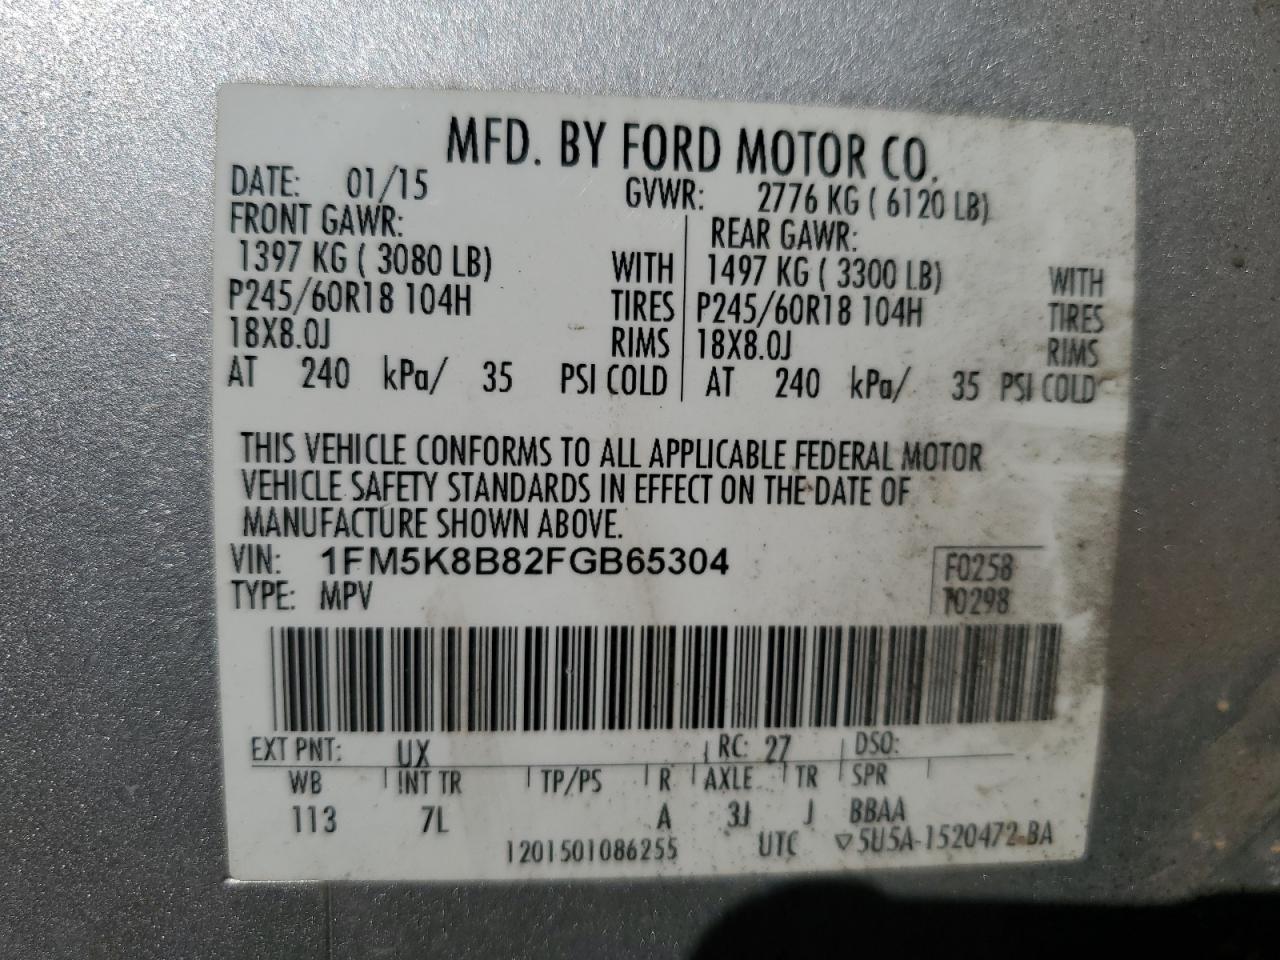 MFD. BY FORD MOTOR CO.
DATE: 01/15 GVWR: 2776 KG ( 6120 LB)
FRONT GAWR: REAR GAWR:
1397 KG ( 3080 LB) WITH 1497 KG ( 3300 LB) WITH
P245/60R18 104H TIRES P245/60R18 104H TIRES
18X8.0J RIMS 18X8.0J RIMS
AT 240 kPa/ 35 PSI COLD AT 240 kPa/ 35 PSI COLD
THIS VEHICLE CONFORMS TO ALL APPLICABLE FEDERAL MOTOR
VEHICLE SAFETY STANDARDS IN EFFECT ON THE DATE OF
MANUFACTURE SHOWN ABOVE.
VIN: 1FM5K8B82FGB65304 F0258
TYPE: MPV T0298
EXT PNT: UX RC: 27 DSO:
WB INT TR TP/PS R AXLE TR SPR
113 7L A 3J J BBAA
1201501086255 UTC ▽5U5A-1520472-BA